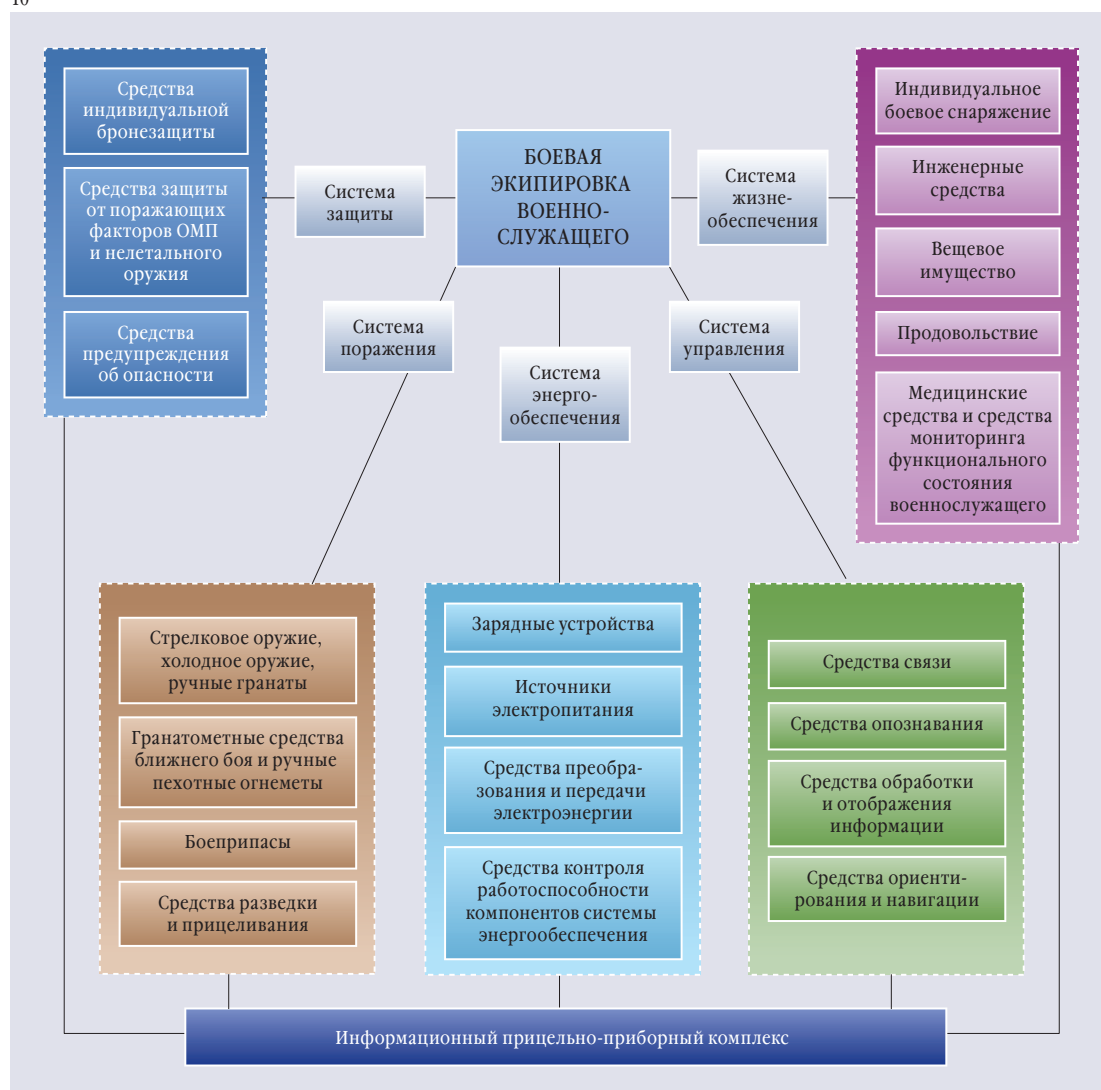 10
Средства
индивидуальной
бронезащиты
Средства защиты
от поражающих
факторов ОМП
и нелетального
оружия
Средства
предупреждения
об опасности
Система
защиты
БОЕВАЯ
ЭКИПИРОВКА
ВОЕННО-
СЛУЖАЩЕГО
Система
жизне-
обеспечения
Индивидуальное
боевое снаряжение
Инженерные
средства
Вещевое
имущество
Продовольствие
Медицинские
средства и средства
мониторинга
функционального
состояния
военнослужащего
Система
поражения
Система
энерго-
обеспечения
Система
управления
Стрелковое оружие,
холодное оружие,
ручные гранаты
Гранатометные средства
ближнего боя и ручные
пехотные огнеметы
Боеприпасы
Средства разведки
и прицеливания
Зарядные устройства
Источники
электропитания
Средства преобра-
зования и передачи
электроэнергии
Средства контроля
работоспособности
компонентов системы
энергообеспечения
Средства связи
Средства опознавания
Средства обработки
и отображения
информации
Средства ориенти-
рования и навигации
Информационный прицельно-приборный комплекс